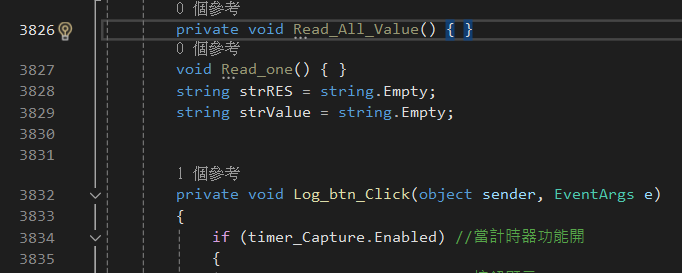 0 個參考
3826 private void Read_All_Value() { }
0 個參考
3827 void Read_one() { }
3828 string strRES = string.Empty;
3829 string strValue = string.Empty;
3830
3831
1 個參考
3832 private void Log_btn_Click(object sender, EventArgs e)
3833 {
3834 if (timer_Capture.Enabled) //當計時器功能開
3835 {